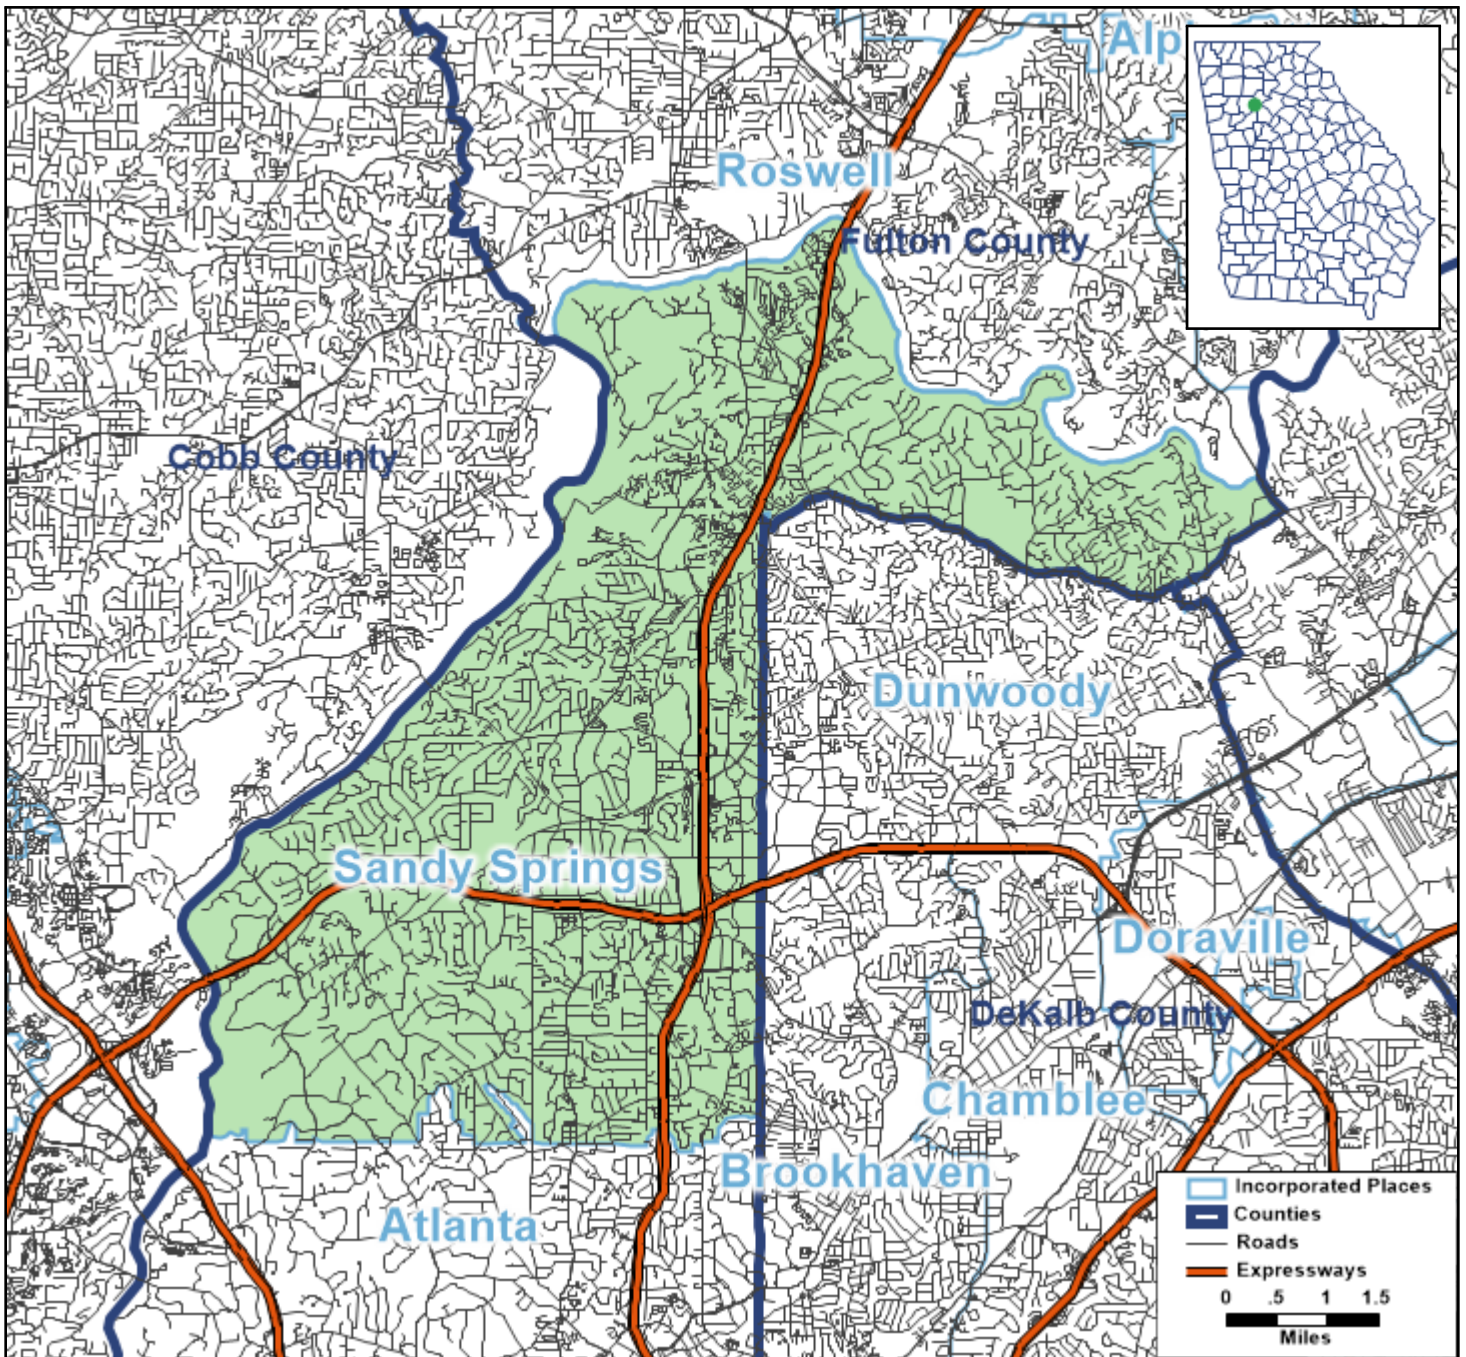 Alp
Roswell
Fulton County
Cobb County
Dunwoody
Sandy Springs
Doraville
DeKalb County
Chamblee
Brookhaven
Atlanta
Incorporated Places
Counties
Roads
Expressways
0 .5 1 1.5
Miles